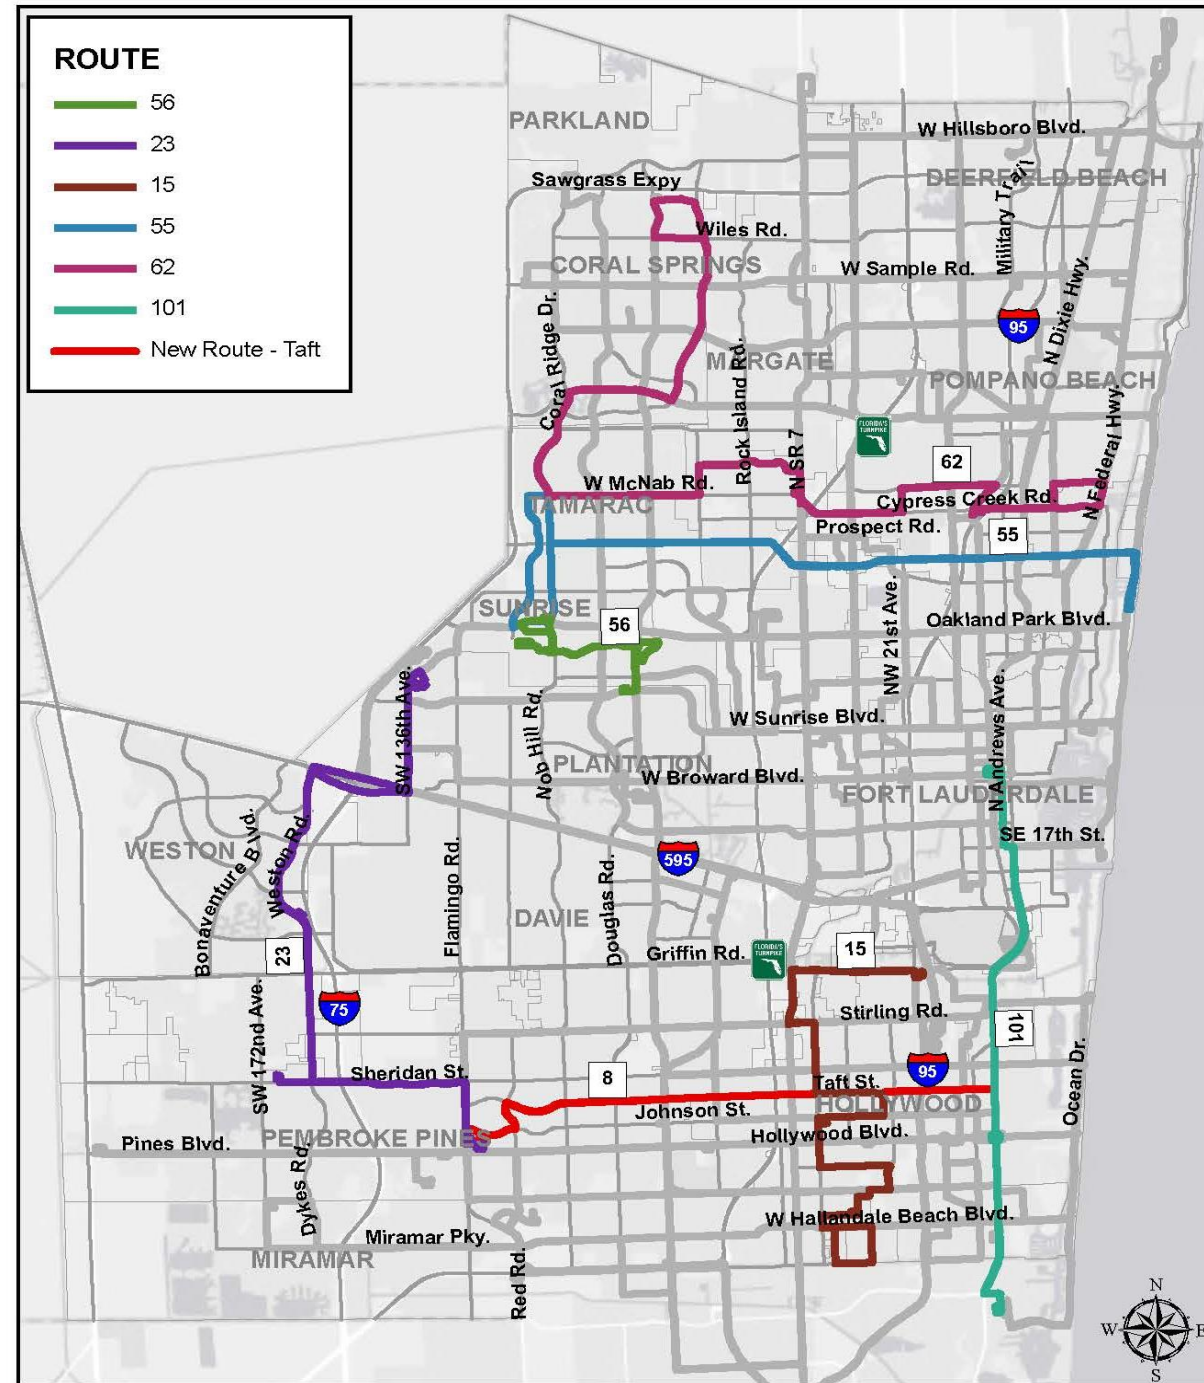 ROUTE
56
23
15
55
62
101
New Route - Taft
PARKLAND
W Hillsboro Blvd.
DEERFIELD BEACH
Military Trail
Sawgrass Expy
Wiles Rd.
CORAL SPRINGS
W Sample Rd.
N Dixie Hwy.
95
Coral Ridge Dr.
Rock Island Rd.
MARGATE
POMPANO BEACH
FLORIDA'S
TURNPIKE
N Federal Hwy.
N SR 7
62
W McNab Rd.
Cypress Creek Rd.
TAMARAC
Prospect Rd.
55
SUNRISE
56
NW 21st Ave.
Oakland Park Blvd.
SW 136th Ave.
Nob Hill Rd.
N Andrews Ave.
W Sunrise Blvd.
PLANTATION
W Broward Blvd.
FORT LAUDERDALE
SE 17th St.
WESTON
Bonaventure Blvd.
Weston Rd.
Flamingo Rd.
Douglas Rd.
595
DAVIE
23
Griffin Rd.
FLORIDA'S
TURNPIKE
15
75
SW 172nd Ave.
Stirling Rd.
101
Ocean Dr.
95
Sheridan St.
8
Taft St.
HOLLYWOOD
Johnson St.
Pines Blvd.
PEMBROKE PINES
Hollywood Blvd.
Dykes Rd.
W Hallandale Beach Blvd.
Miramar Pky.
MIRAMAR
Red Rd.
N
W
E
S